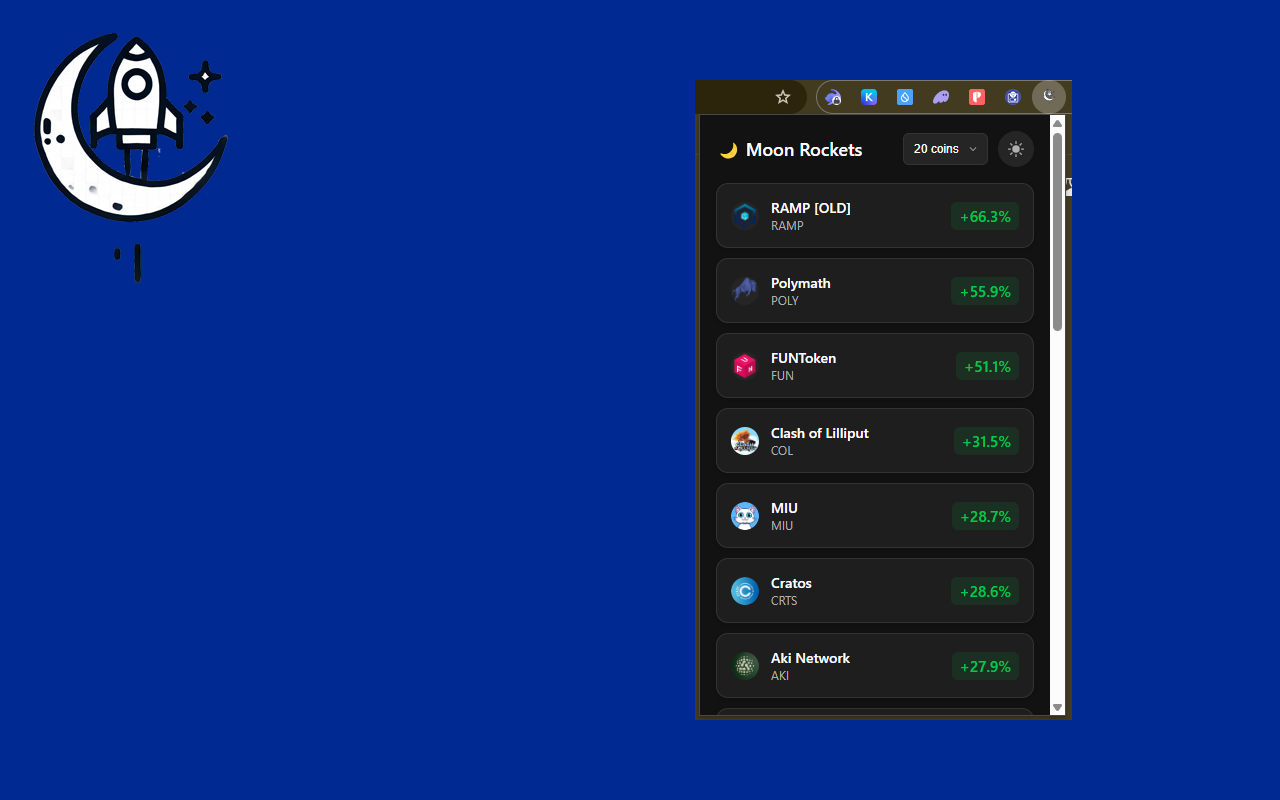 Moon Rockets
20 coins
RAMP [OLD]
RAMP
+66.3%
Polymath
POLY
+55.9%
FUNToken
FUN
+51.1%
Clash of Lilliput
COL
+31.5%
MIU
MIU
+28.7%
Cratos
CRTS
+28.6%
Aki Network
AKI
+27.9%